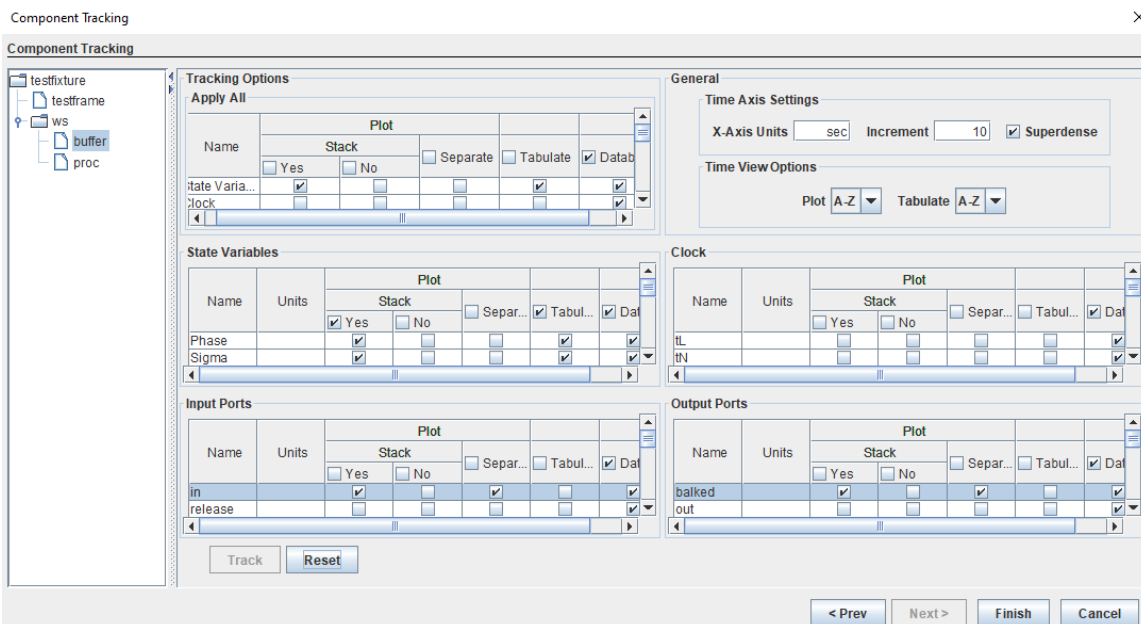 Component Tracking
Component Tracking
testfixture
testframe
ws
buffer
proc
Tracking Options
Apply All
Name
Plot
Stack
Yes
No
Separate
Tabulate
Datab
State Varia...
Clock
General
Time Axis Settings
X-Axis Units sec Increment 10 Superdense
Time View Options
Plot A-Z Tabulate A-Z
State Variables
Name
Units
Plot
Stack
Yes
No
Separ...
Tabul...
Dat
Phase
Sigma
Clock
Name
Units
Plot
Stack
Yes
No
Separ...
Tabul...
Dat
tL
tN
Input Ports
Name
Units
Plot
Stack
Yes
No
Separ...
Tabul...
Dat
in
release
Output Ports
Name
Units
Plot
Stack
Yes
No
Separ...
Tabul...
Dat
balked
out
Track Reset
< Prev Next > Finish Cancel